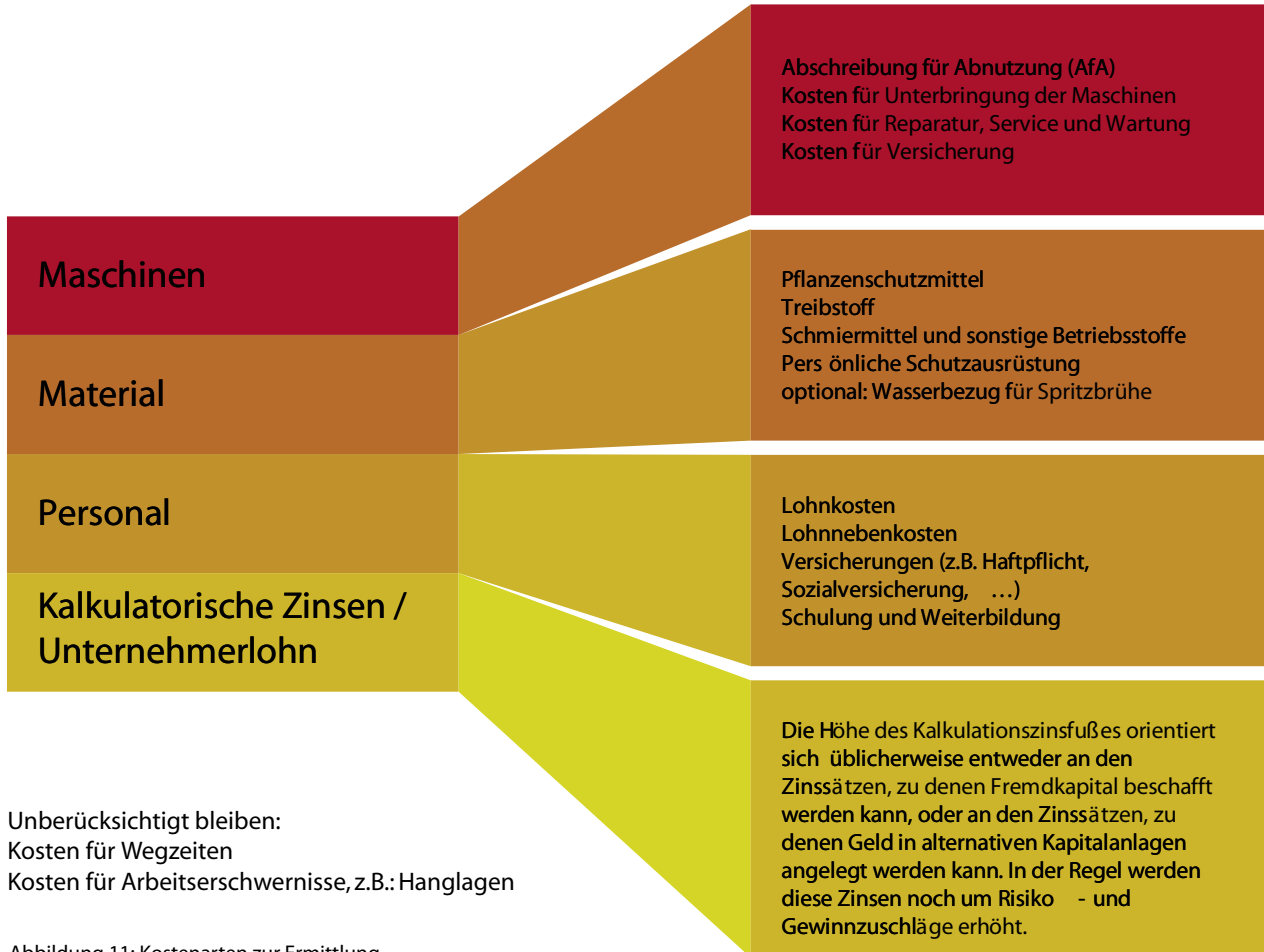 Maschinen
Material
Personal
Kalkulatorische Zinsen /
Unternehmerlohn
Abschreibung für Abnutzung (AfA)
Kosten für Unterbringung der Maschinen
Kosten für Reparatur, Service und Wartung
Kosten für Versicherung
Pflanzenschutzmittel
Treibstoff
Schmiermittel und sonstige Betriebsstoffe
Pers önliche Schutzausrüstung
optional: Wasserbezug für Spritzbrühe
Lohnkosten
Lohnnebenkosten
Versicherungen (z.B. Haftpflicht,
Sozialversicherung, …)
Schulung und Weiterbildung
Die Höhe des Kalkulationszinsfußes orientiert
sich üblicherweise entweder an den
Zinssätzen, zu denen Fremdkapital beschafft
werden kann, oder an den Zinssätzen, zu
denen Geld in alternativen Kapitalanlagen
angelegt werden kann. In der Regel werden
diese Zinsen noch um Risiko - und
Gewinnzuschläge erhöht.
Unberücksichtigt bleiben:
Kosten für Wegzeiten
Kosten für Arbeitserschwernisse, z.B.: Hanglagen
Abbildung 11: Kostenarten zur Ermittlung